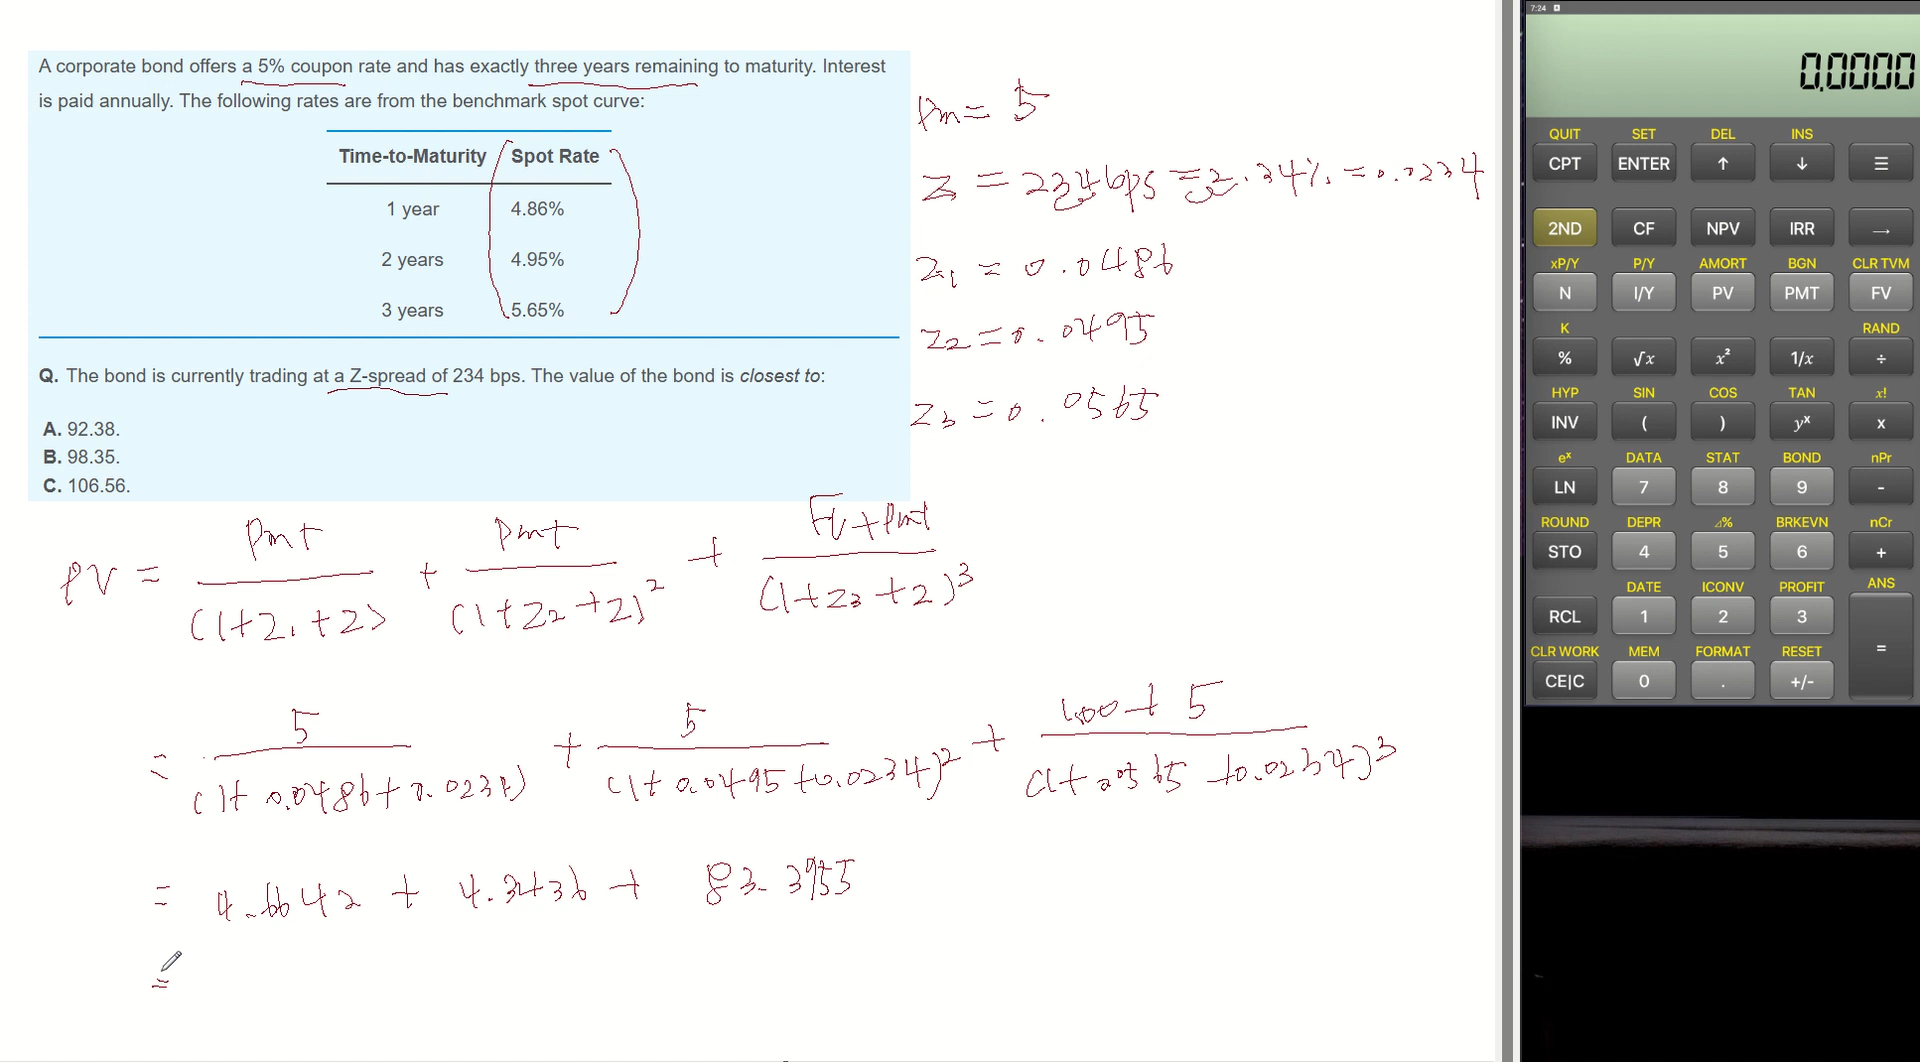 A corporate bond offers a 5% coupon rate and has exactly three years remaining to maturity. Interest
is paid annually. The following rates are from the benchmark spot curve:
Time-to-Maturity Spot Rate
1 year 4.86%
2 years 4.95%
3 years 5.65%
Q. The bond is currently trading at a Z-spread of 234 bps. The value of the bond is closest to:
A. 92.38.
B. 98.35.
C. 106.56.
Pm = 5
Z = 234bps = 2.34% = 0.0234
Z1 = 0.0486
Z2 = 0.0495
Z3 = 0.0565
PV = Pmt/(1+Z1+Z) + Pmt/(1+Z2+Z)^2 + FV+Pmt/(1+Z3+Z)^3
= 5/(1+0.0486+0.0234) + 5/(1+0.0495+0.0234)^2 + 100+5/(1+0.0565+0.0234)^3
= 4.6642 + 4.3436 + 83.3755
=
7:24
0.0000
QUIT SET DEL INS
CPT ENTER ↑ ↓ ☰
2ND CF NPV IRR →
xP/Y P/Y AMORT BGN CLR TVM
N I/Y PV PMT FV
K RAND
% √x x² 1/x ÷
HYP SIN COS TAN x!
INV ( ) yˣ x
eˣ DATA STAT BOND nPr
LN 7 8 9 -
ROUND DEPR ⊿% BRKEVN nCr
STO 4 5 6 +
DATE ICONV PROFIT ANS
RCL 1 2 3 =
CLR WORK MEM FORMAT RESET
CE|C 0 . +/-